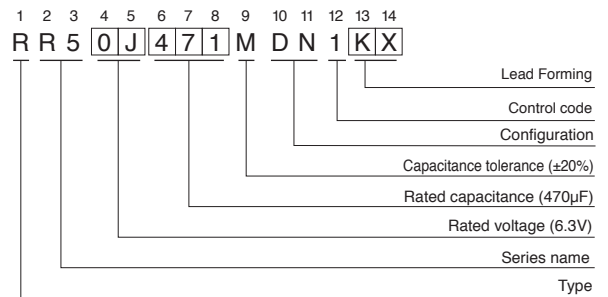 1 2 3 4 5 6 7 8 9 10 11 12 13 14
R R 5 0 J 4 7 1 M D N 1 K X
Lead Forming
Control code
Configuration
Capacitance tolerance (±20%)
Rated capacitance (470µF)
Rated voltage (6.3V)
Series name
Type